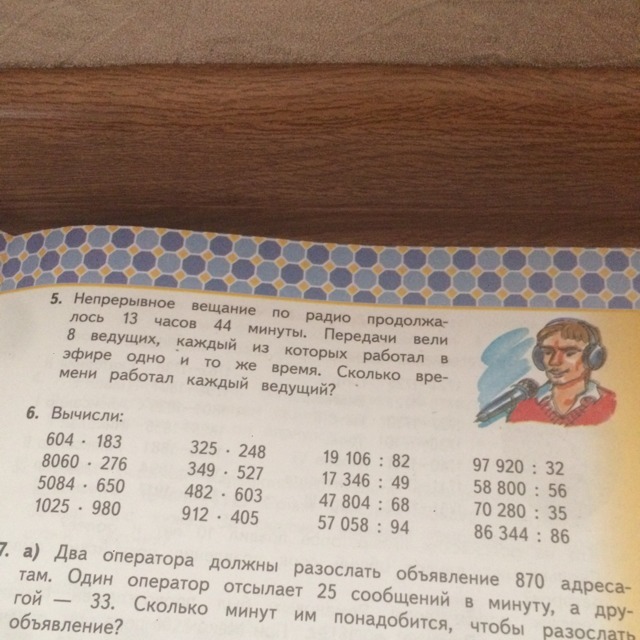 5. Непрерывное вещание по радио продолжа-
лось 13 часов 44 минуты. Передачи вели
8 ведущих, каждый из которых работал в
эфире одно и то же время. Сколько вре-
мени работал каждый ведущий?
6. Вычисли:
604 · 183 325 · 248 19 106 : 82 97 920 : 32
8060 · 276 349 · 527 17 346 : 49 58 800 : 56
5084 · 650 482 · 603 47 804 : 68 70 280 : 35
1025 · 980 912 · 405 57 058 : 94 86 344 : 86
7. а) Два оператора должны разослать объявление 870 адреса-
там. Один оператор отсылает 25 сообщений в минуту, а дру-
гой — 33. Сколько минут им понадобится, чтобы разослать
объявление?